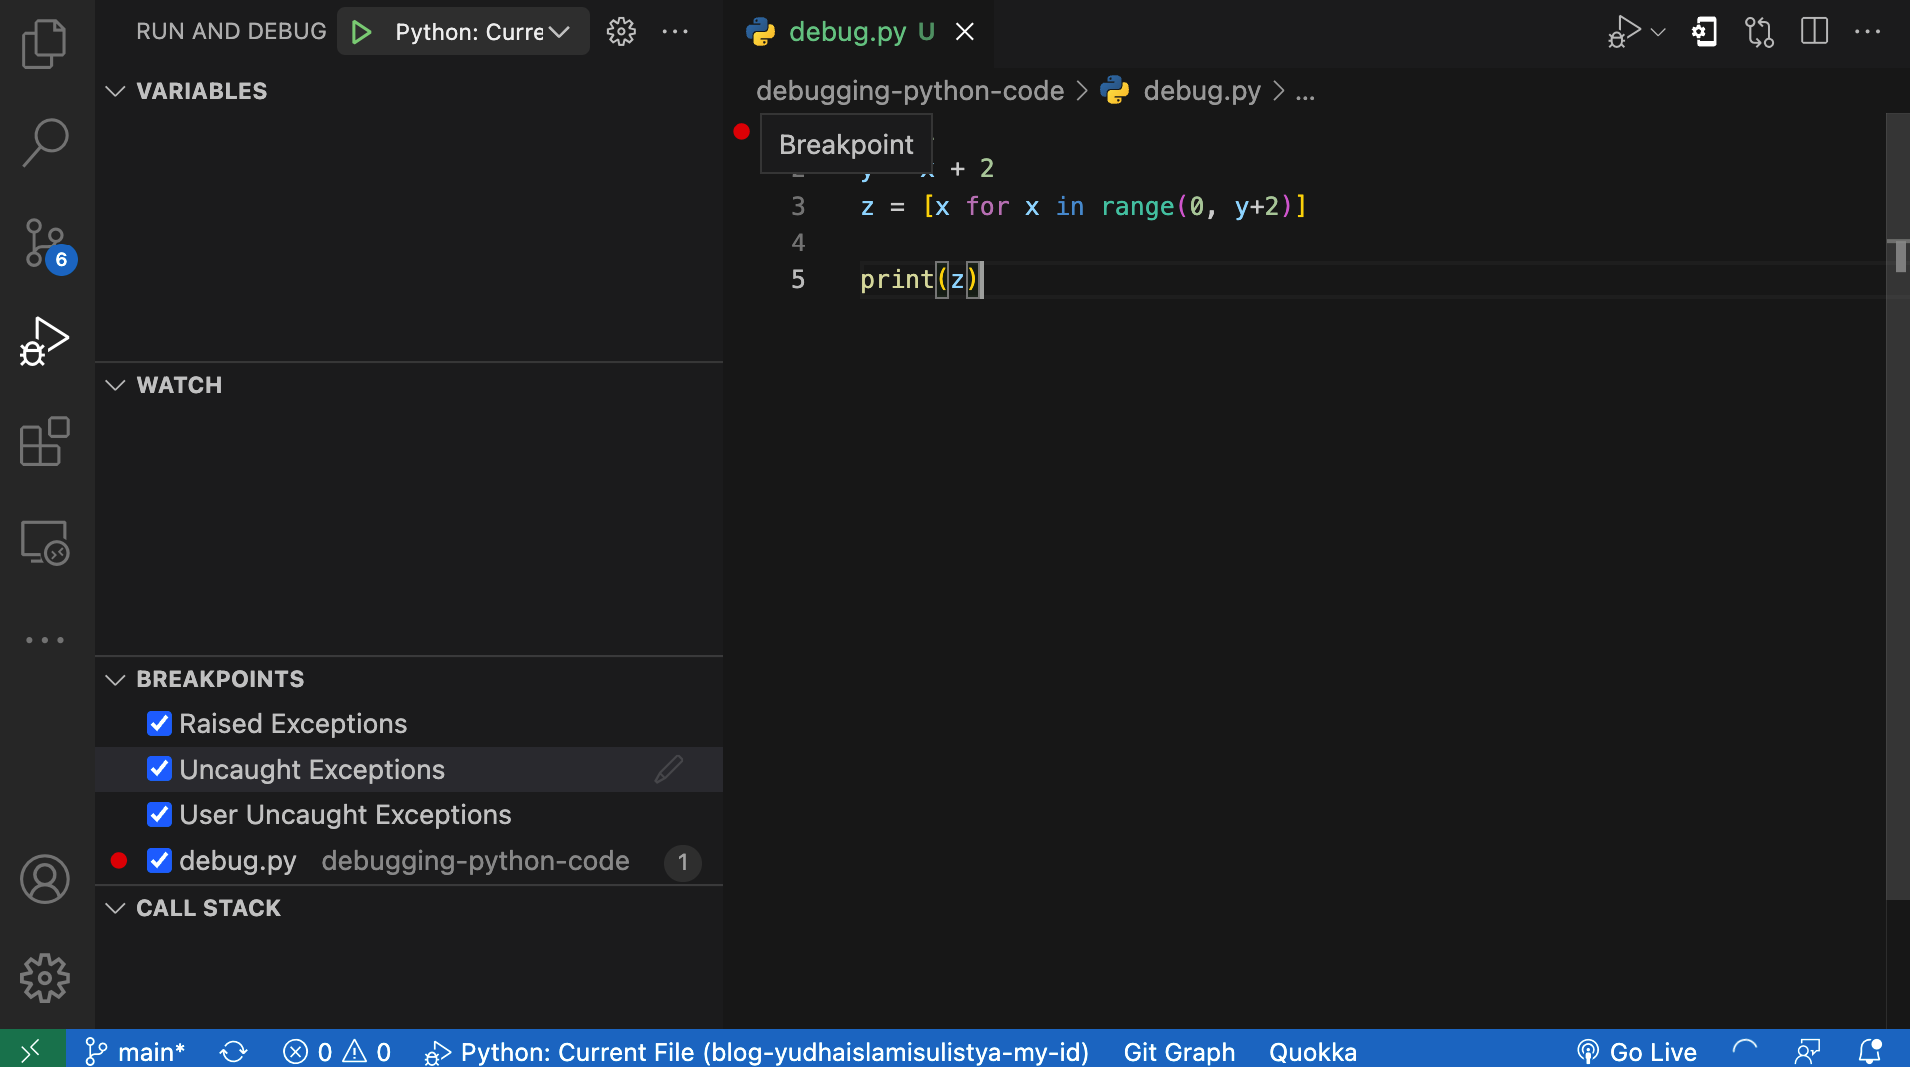 RUN AND DEBUG Python: Curre
debug.py U
VARIABLES
debugging-python-code > debug.py > ...
Breakpoint
+ 2
3 z = [x for x in range(0, y+2)]
4
5 print(z)
WATCH
BREAKPOINTS
Raised Exceptions
Uncaught Exceptions
User Uncaught Exceptions
debug.py debugging-python-code 1
CALL STACK
6
main* 0 0 Python: Current File (blog-yudhaislamisulistya-my-id) Git Graph Quokka Go Live